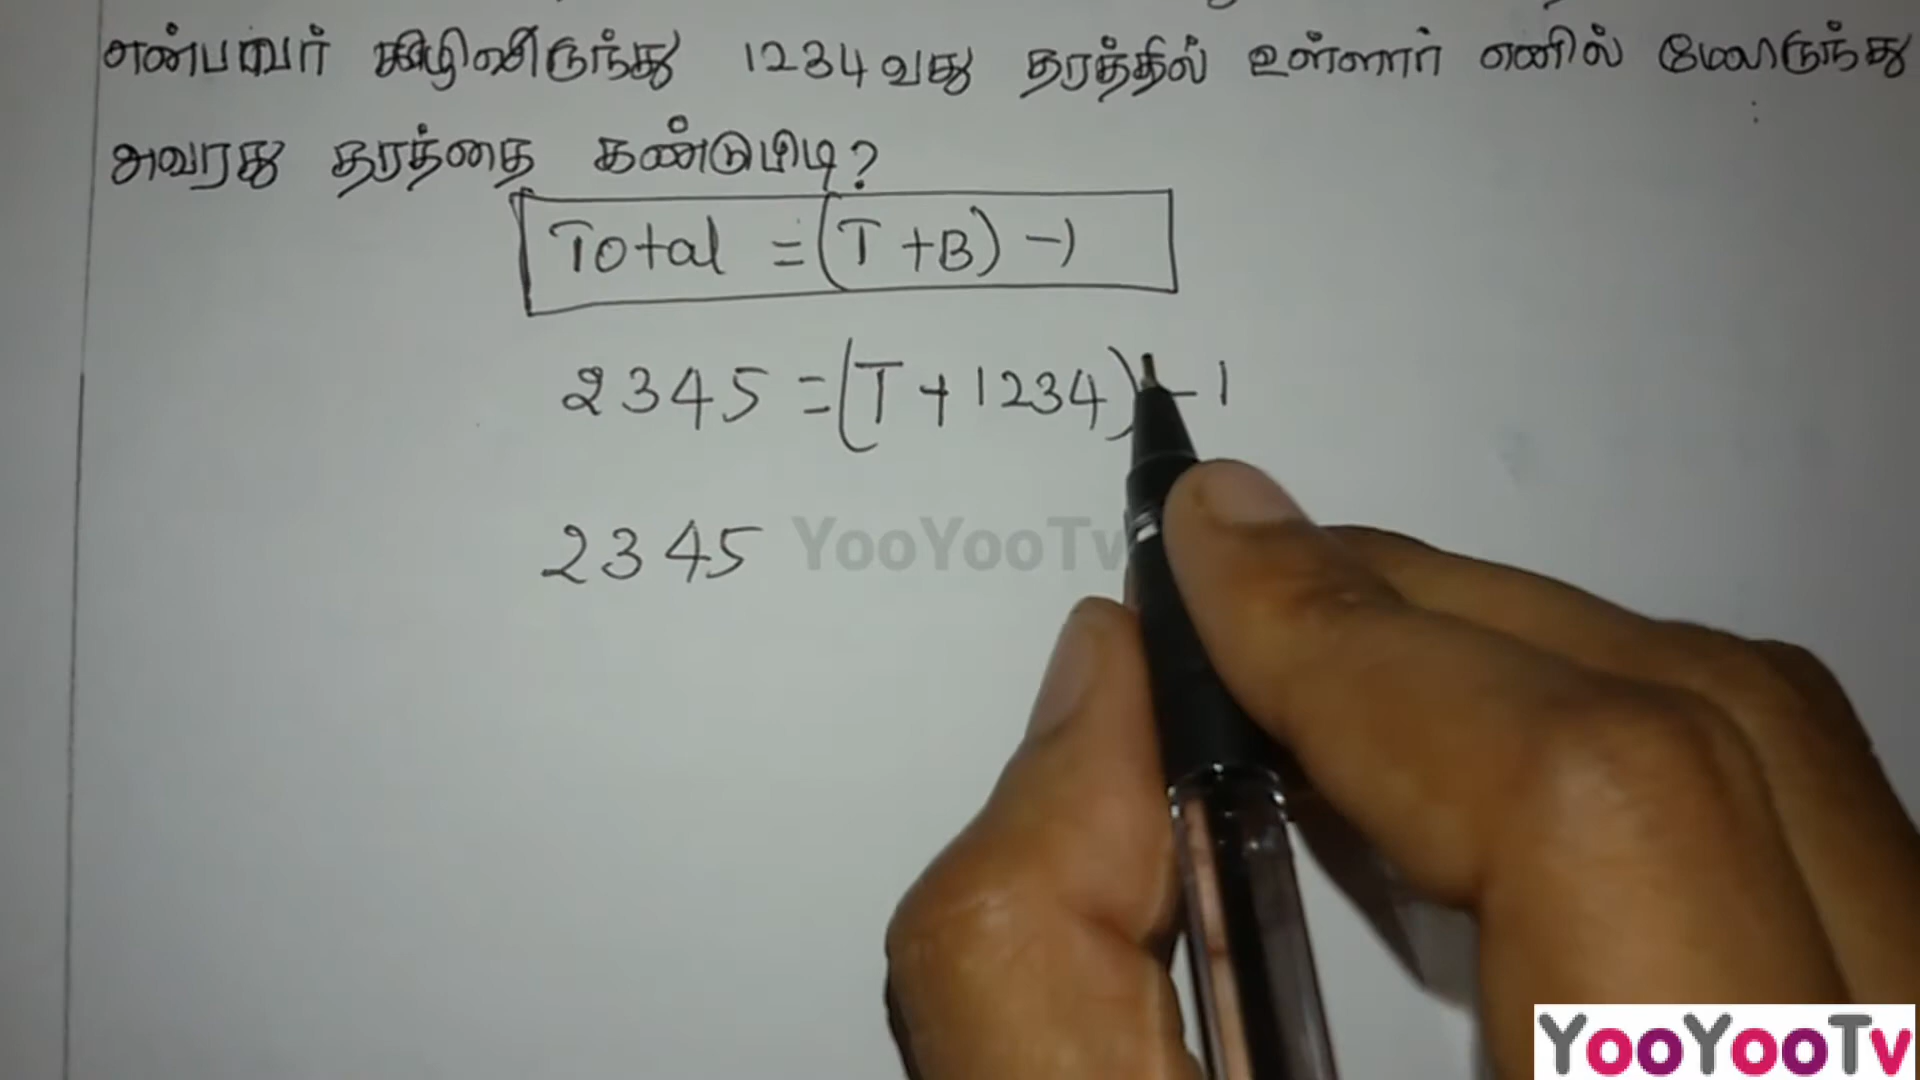 என்பவர் கீழிலிருந்து 1234வது தரத்தில் உள்ளார் எனில் மேலிருந்து
அவரது தரத்தை கண்டுபிடி?
Total = (T+B) -1
2345 = (T+1234) -1
2345
YooYooTv
YooYooTv